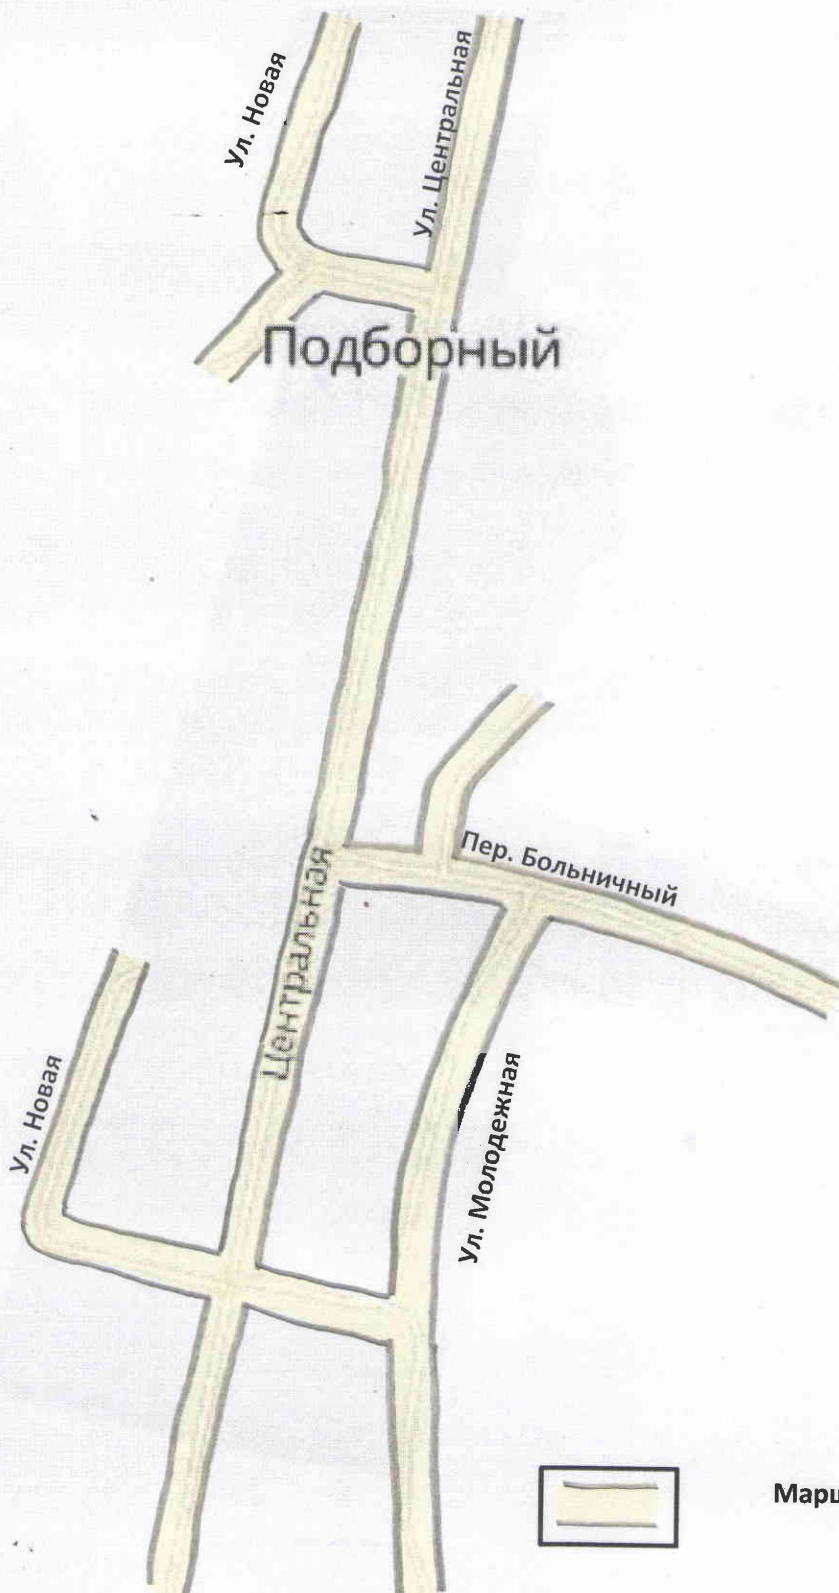 Ул. Новая
Ул. Центральная
Подборный
Пер. Больничный
Центральная
Ул. Новая
Ул. Молодежная